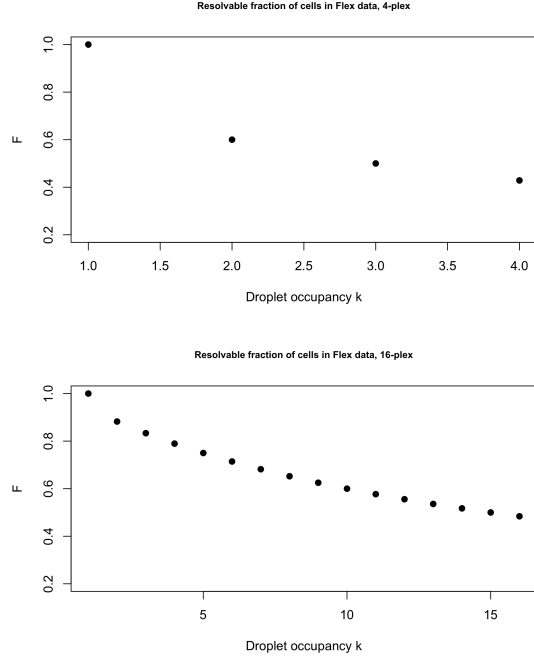 Resolvable fraction of cells in Flex data, 4-plex
1.0
0.8
0.6
0.4
0.2
F
1.0 1.5 2.0 2.5 3.0 3.5 4.0
Droplet occupancy k
Resolvable fraction of cells in Flex data, 16-plex
1.0
0.8
0.6
0.4
0.2
F
5 10 15
Droplet occupancy k